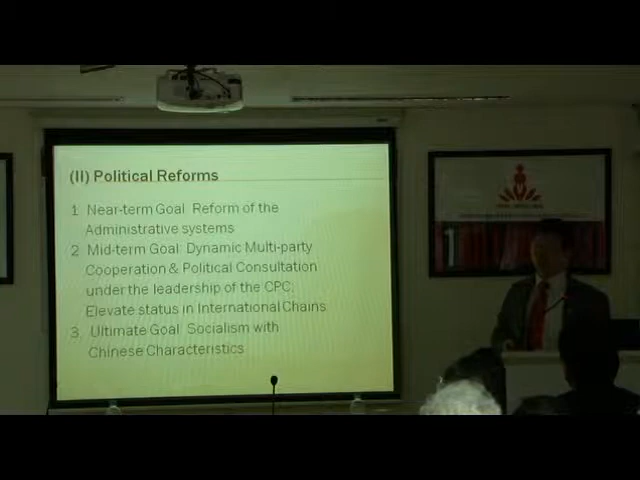 (II) Political Reforms
1 Near-term Goal Reform of the
Administrative systems
2 Mid-term Goal: Dynamic Multi-party
Cooperation & Political Consultation
under the leadership of the CPC;
Elevate status in International Chains
3. Ultimate Goal: Socialism with
Chinese Characteristics